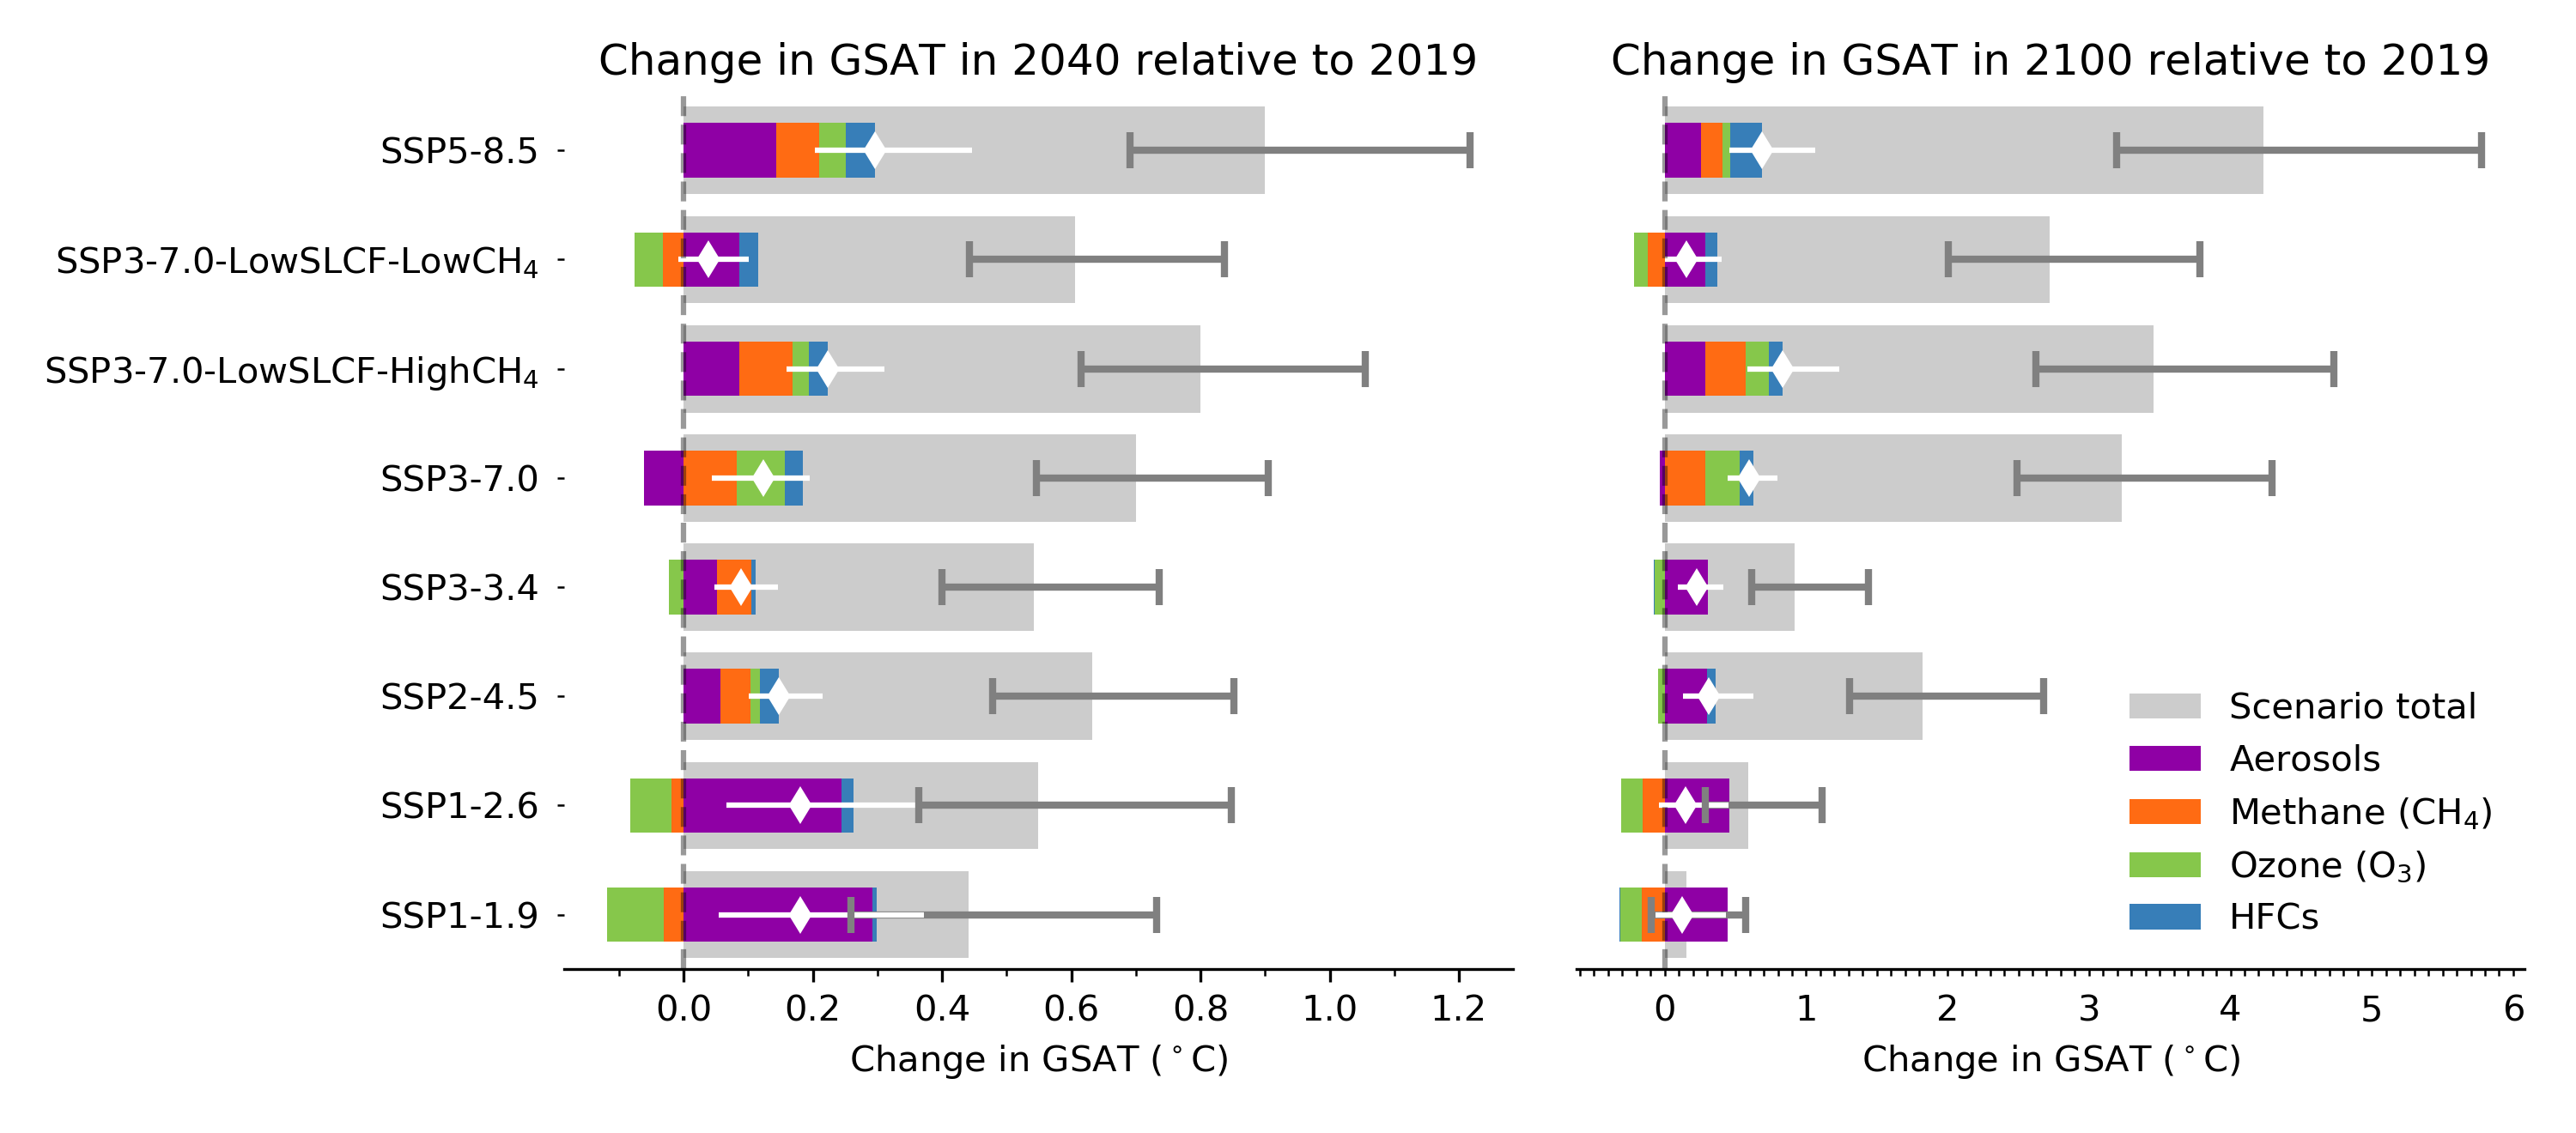 Change in GSAT in 2040 relative to 2019
SSP5-8.5
SSP3-7.0-LowSLCF-LowCH₄
SSP3-7.0-LowSLCF-HighCH₄
SSP3-7.0
SSP3-3.4
SSP2-4.5
SSP1-2.6
SSP1-1.9
0.0 0.2 0.4 0.6 0.8 1.0 1.2
Change in GSAT (°C)
Change in GSAT in 2100 relative to 2019
Scenario total
Aerosols
Methane (CH₄)
Ozone (O₃)
HFCs
0 1 2 3 4 5 6
Change in GSAT (°C)